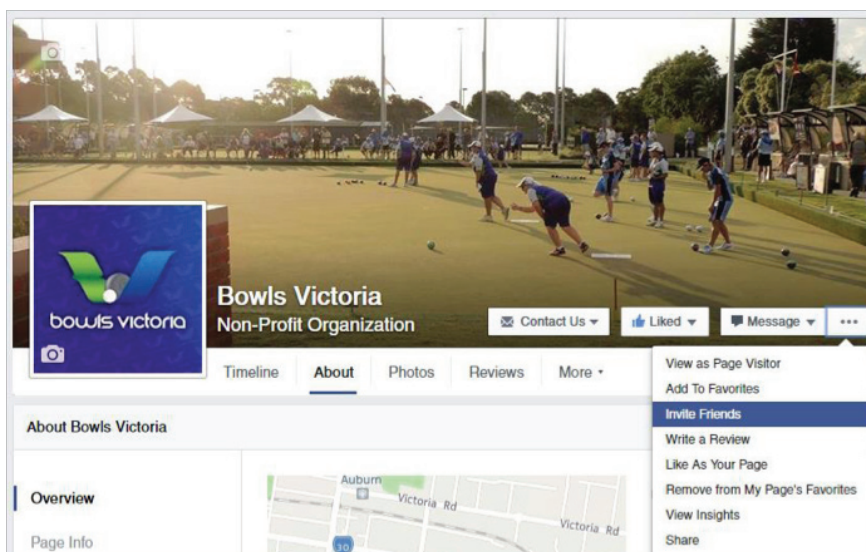 bowls victoria
Bowls Victoria
Non-Profit Organization
Contact Us
Liked
Message
Timeline
About
Photos
Reviews
More
View as Page Visitor
Add To Favorites
Invite Friends
Write a Review
Like As Your Page
Remove from My Page's Favorites
View Insights
Share
About Bowls Victoria
Overview
Page Info
Auburn
Victoria Rd
Victoria Rd
30